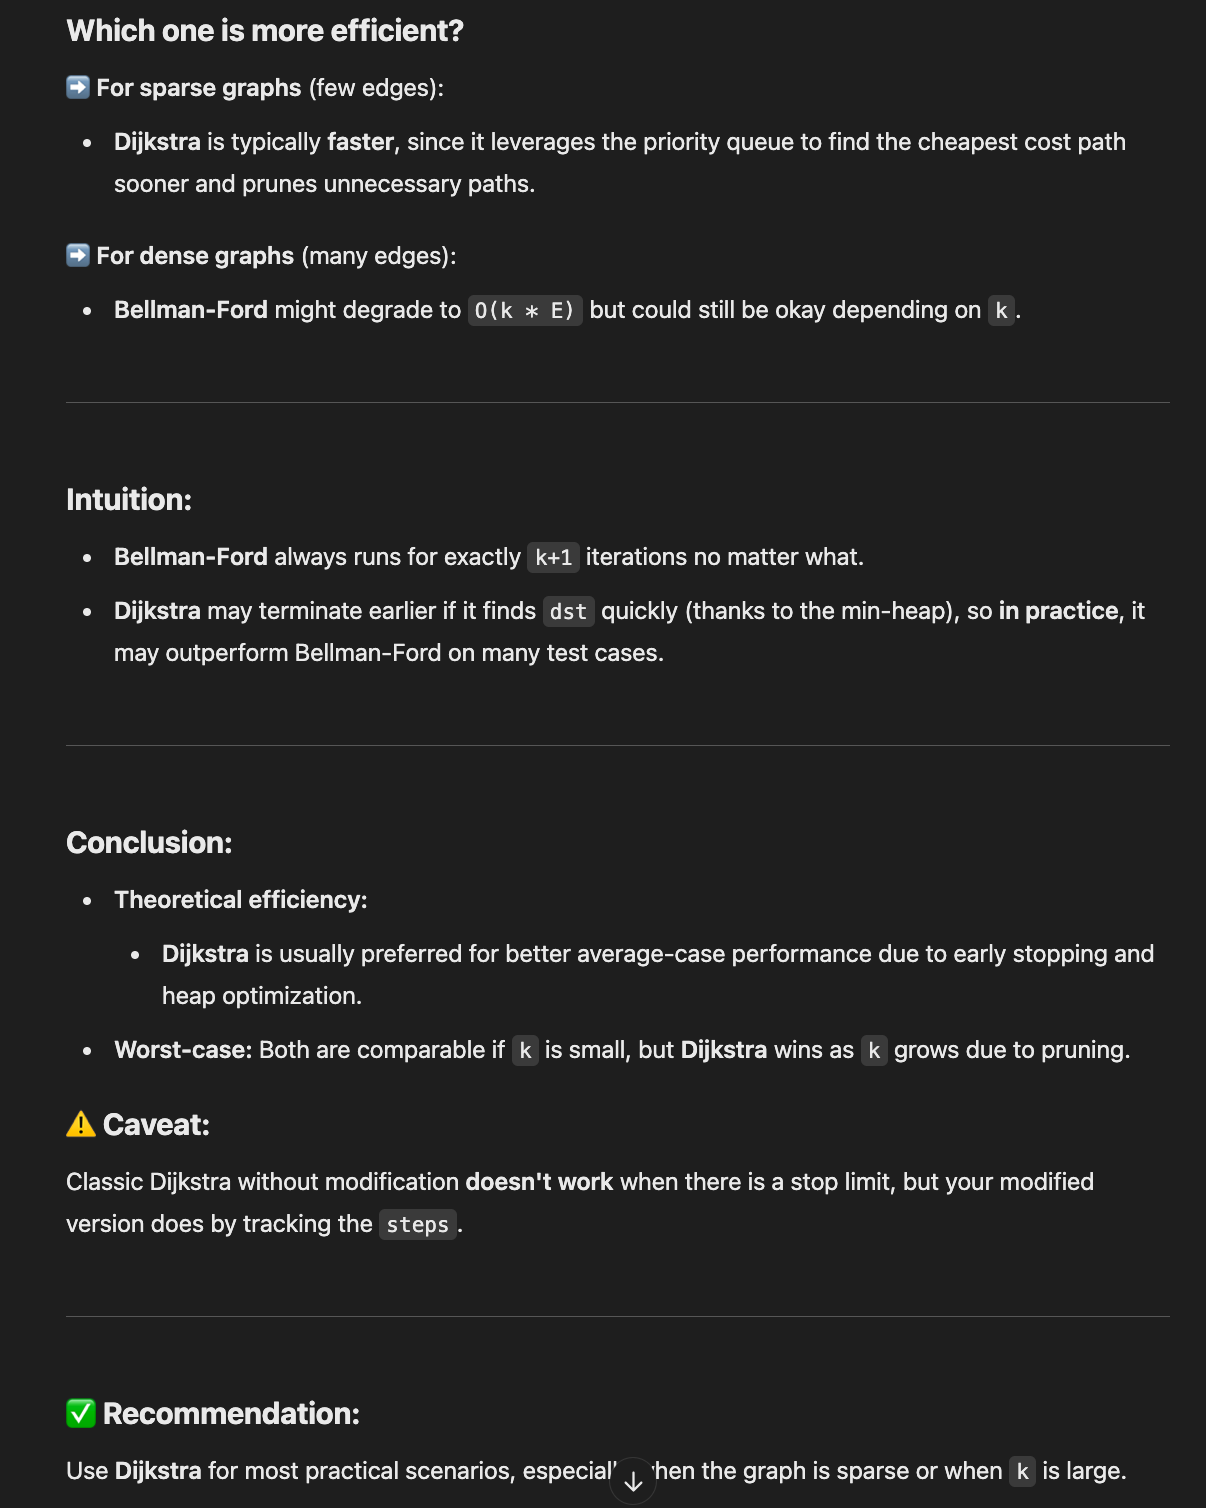 Which one is more efficient?
➡️ For sparse graphs (few edges):
• Dijkstra is typically faster, since it leverages the priority queue to find the cheapest cost path
sooner and prunes unnecessary paths.
➡️ For dense graphs (many edges):
• Bellman-Ford might degrade to O(k * E) but could still be okay depending on k.
Intuition:
• Bellman-Ford always runs for exactly k+1 iterations no matter what.
• Dijkstra may terminate earlier if it finds dst quickly (thanks to the min-heap), so in practice, it
may outperform Bellman-Ford on many test cases.
Conclusion:
• Theoretical efficiency:
• Dijkstra is usually preferred for better average-case performance due to early stopping and
heap optimization.
• Worst-case: Both are comparable if k is small, but Dijkstra wins as k grows due to pruning.
⚠️ Caveat:
Classic Dijkstra without modification doesn't work when there is a stop limit, but your modified
version does by tracking the steps.
✅ Recommendation:
Use Dijkstra for most practical scenarios, especially when the graph is sparse or when k is large.